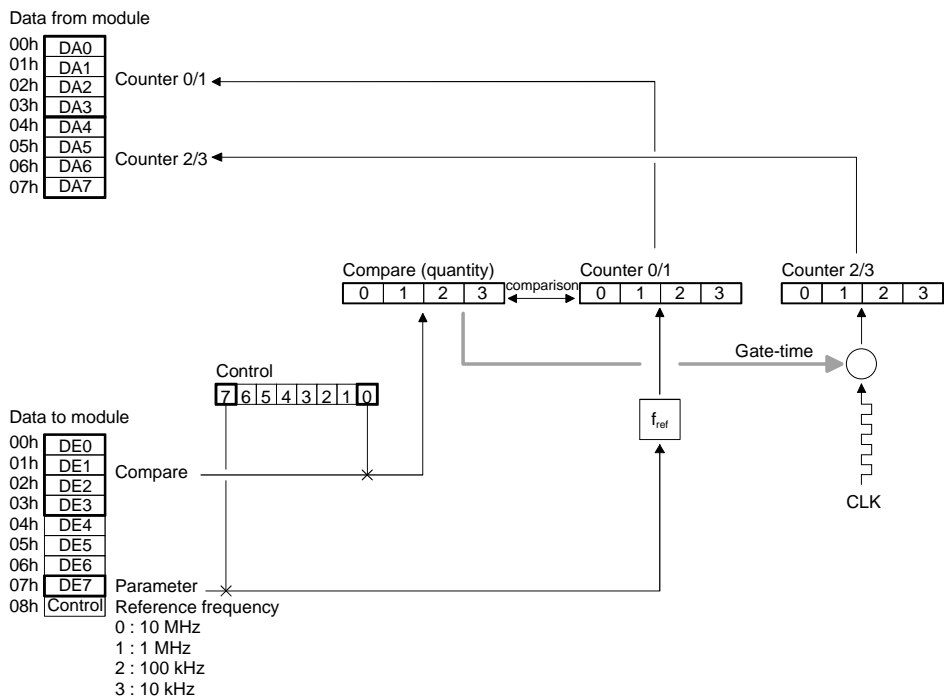 Data from module
00h DA0
01h DA1
02h DA2
03h DA3
04h DA4
05h DA5
06h DA6
07h DA7
Counter 0/1
Counter 2/3
Compare (quantity)
0 1 2 3
comparison
Counter 0/1
0 1 2 3
Counter 2/3
0 1 2 3
Gate-time
Control
7 6 5 4 3 2 1 0
fref
CLK
Data to module
00h DE0
01h DE1
02h DE2
03h DE3
04h DE4
05h DE5
06h DE6
07h DE7
08h Control
Compare
Parameter
Reference frequency
0 : 10 MHz
1 : 1 MHz
2 : 100 kHz
3 : 10 kHz